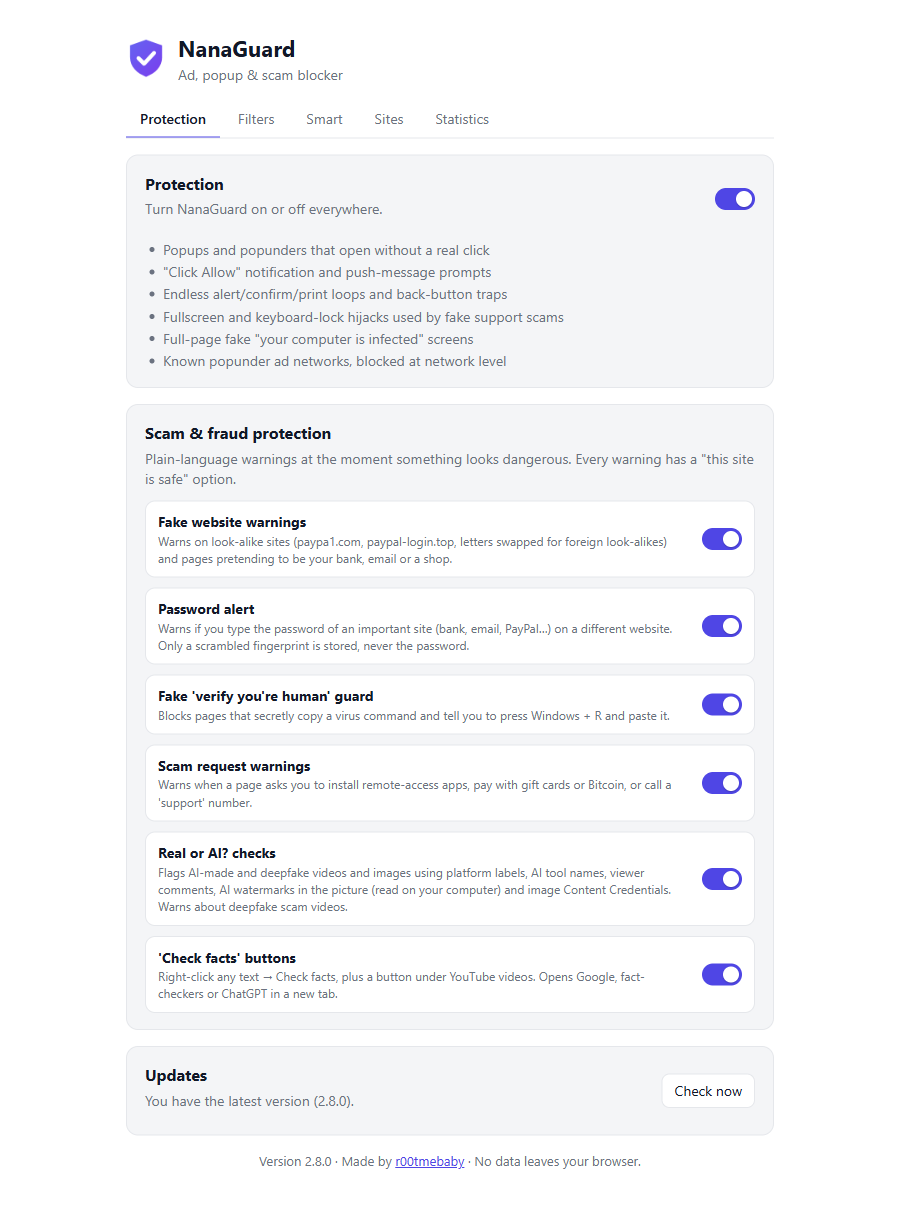 NanaGuard
Ad, popup & scam blocker
Protection
Filters
Smart
Sites
Statistics
Protection
Turn NanaGuard on or off everywhere.
• Popups and popunders that open without a real click
• "Click Allow" notification and push-message prompts
• Endless alert/confirm/print loops and back-button traps
• Fullscreen and keyboard-lock hijacks used by fake support scams
• Full-page fake "your computer is infected" screens
• Known popunder ad networks, blocked at network level
Scam & fraud protection
Plain-language warnings at the moment something looks dangerous. Every warning has a "this site
is safe" option.
Fake website warnings
Warns on look-alike sites (paypa1.com, paypal-login.top, letters swapped for foreign look-alikes)
and pages pretending to be your bank, email or a shop.
Password alert
Warns if you type the password of an important site (bank, email, PayPal…) on a different website.
Only a scrambled fingerprint is stored, never the password.
Fake 'verify you're human' guard
Blocks pages that secretly copy a virus command and tell you to press Windows + R and paste it.
Scam request warnings
Warns when a page asks you to install remote-access apps, pay with gift cards or Bitcoin, or call a
'support' number.
Real or AI? checks
Flags AI-made and deepfake videos and images using platform labels, AI tool names, viewer
comments, AI watermarks in the picture (read on your computer) and image Content Credentials.
Warns about deepfake scam videos.
'Check facts' buttons
Right-click any text → Check facts, plus a button under YouTube videos. Opens Google, fact-
checkers or ChatGPT in a new tab.
Updates
You have the latest version (2.8.0).
Check now
Version 2.8.0 · Made by r00tmebaby · No data leaves your browser.